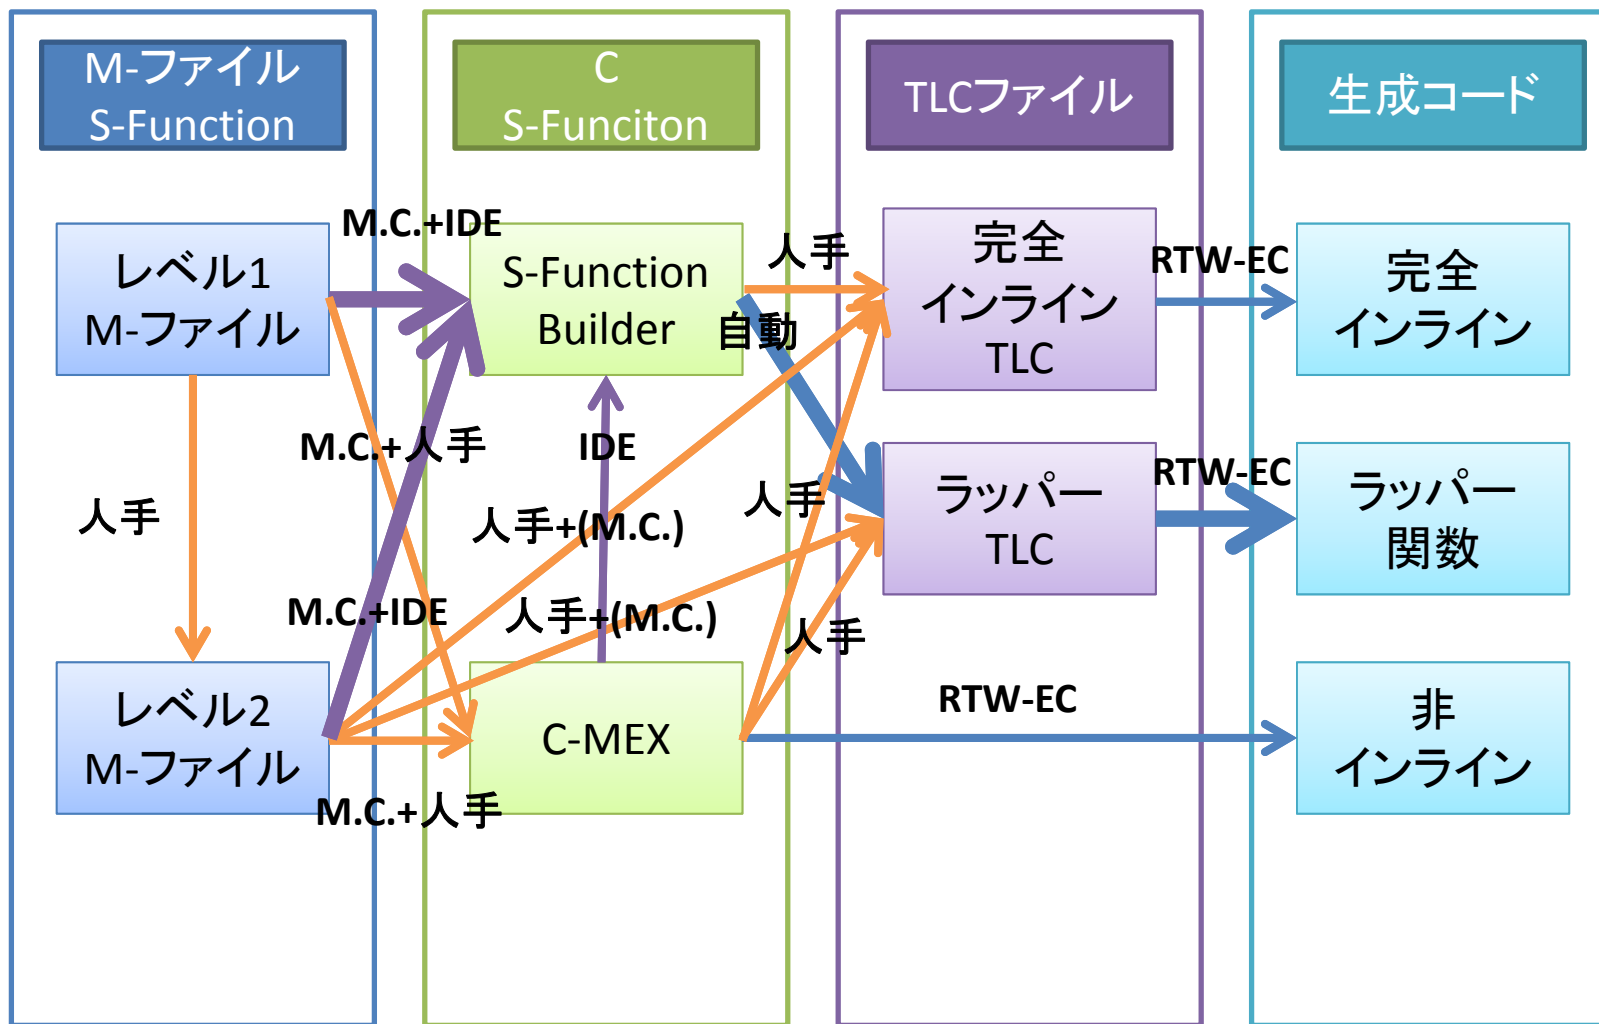 M-ファイル
S-Function
C
S-Funciton
TLCファイル
生成コード
M.C.+IDE
レベル1
M-ファイル
S-Function
Builder
人手
自動
完全
インライン
TLC
RTW-EC
完全
インライン
M.C.+人手
IDE
人手
人手+(M.C.)
人手
ラッパー
TLC
RTW-EC
ラッパー
関数
M.C.+IDE
人手+(M.C.)
人手
レベル2
M-ファイル
C-MEX
RTW-EC
非
インライン
M.C.+人手